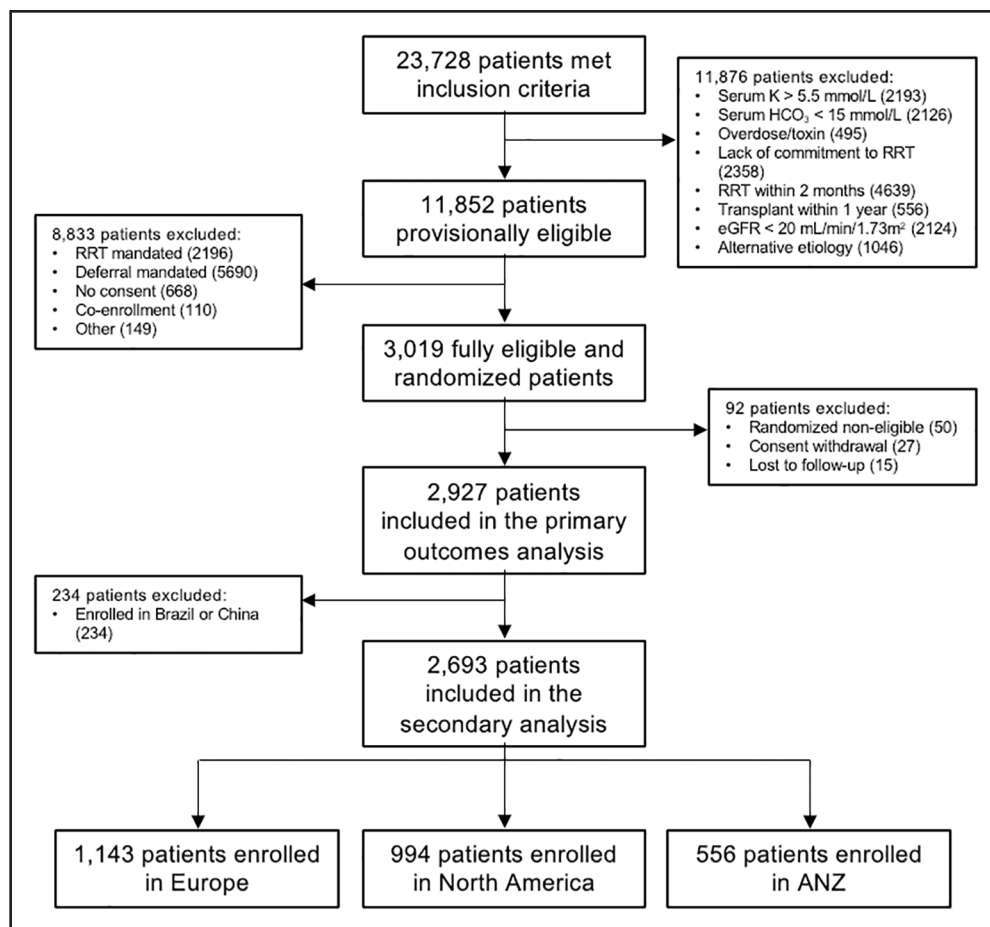 23,728 patients met
inclusion criteria
11,876 patients excluded:
• Serum K > 5.5 mmol/L (2193)
• Serum HCO₃ < 15 mmol/L (2126)
• Overdose/toxin (495)
• Lack of commitment to RRT
(2358)
• RRT within 2 months (4639)
• Transplant within 1 year (556)
• eGFR < 20 mL/min/1.73m² (2124)
• Alternative etiology (1046)
11,852 patients
provisionally eligible
8,833 patients excluded:
• RRT mandated (2196)
• Deferral mandated (5690)
• No consent (668)
• Co-enrollment (110)
• Other (149)
3,019 fully eligible and
randomized patients
92 patients excluded:
• Randomized non-eligible (50)
• Consent withdrawal (27)
• Lost to follow-up (15)
2,927 patients
included in the primary
outcomes analysis
234 patients excluded:
• Enrolled in Brazil or China
(234)
2,693 patients
included in the
secondary analysis
1,143 patients enrolled
in Europe
994 patients enrolled
in North America
556 patients enrolled
in ANZ